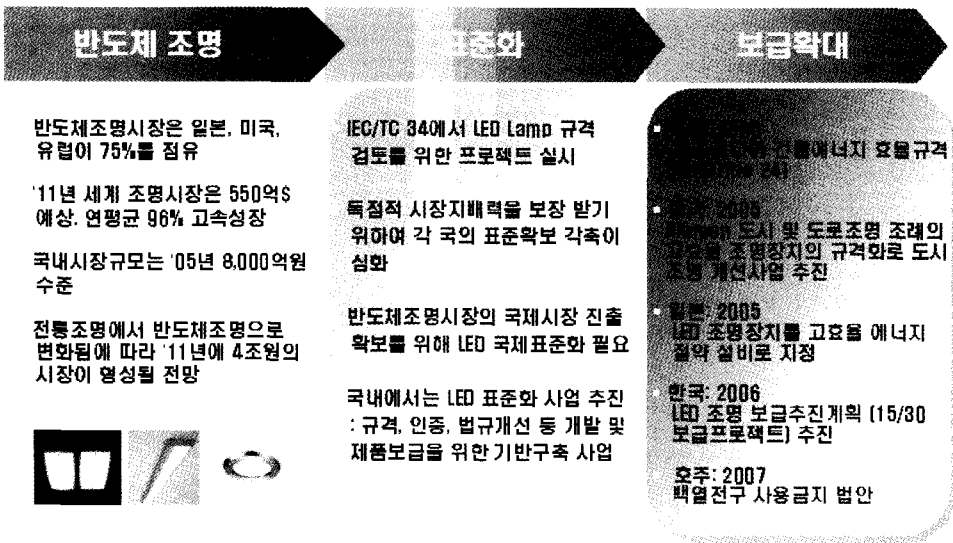 반도체 조명
표준화
보급확대
반도체조명시장은 일본, 미국,
유럽이 75%를 점유
'11년 세계 조명시장은 550억$
예상. 연평균 96% 고속성장
국내시장규모는 '05년 8,000억원
수준
전통조명에서 반도체조명으로
변화됨에 따라 '11년에 4조원의
시장이 형성될 전망
IEC/TC 34에서 LED Lamp 규격
검토를 위한 프로젝트 실시
독점적 시장지배력을 보장 받기
위하여 각 국의 표준확보 각축이
심화
반도체조명시장의 국제시장 진출
확보를 위해 LED 국제표준화 필요
국내에서는 LED 표준화 사업 추진
: 규격, 인증, 법규개선 등 개발 및
제품보급을 위한 기반구축 사업
건물에너지 효율규격
24)
2005
도시 및 도로조명 조례의
고효율 조명장치의 규격화로 도시
조명 개선사업 추진
일본: 2005
LED 조명장치를 고효율 에너지
절약 설비로 지정
한국: 2006
LED 조명 보급추진계획 (15/30
보급프로젝트) 추진
호주: 2007
백열전구 사용금지 법안